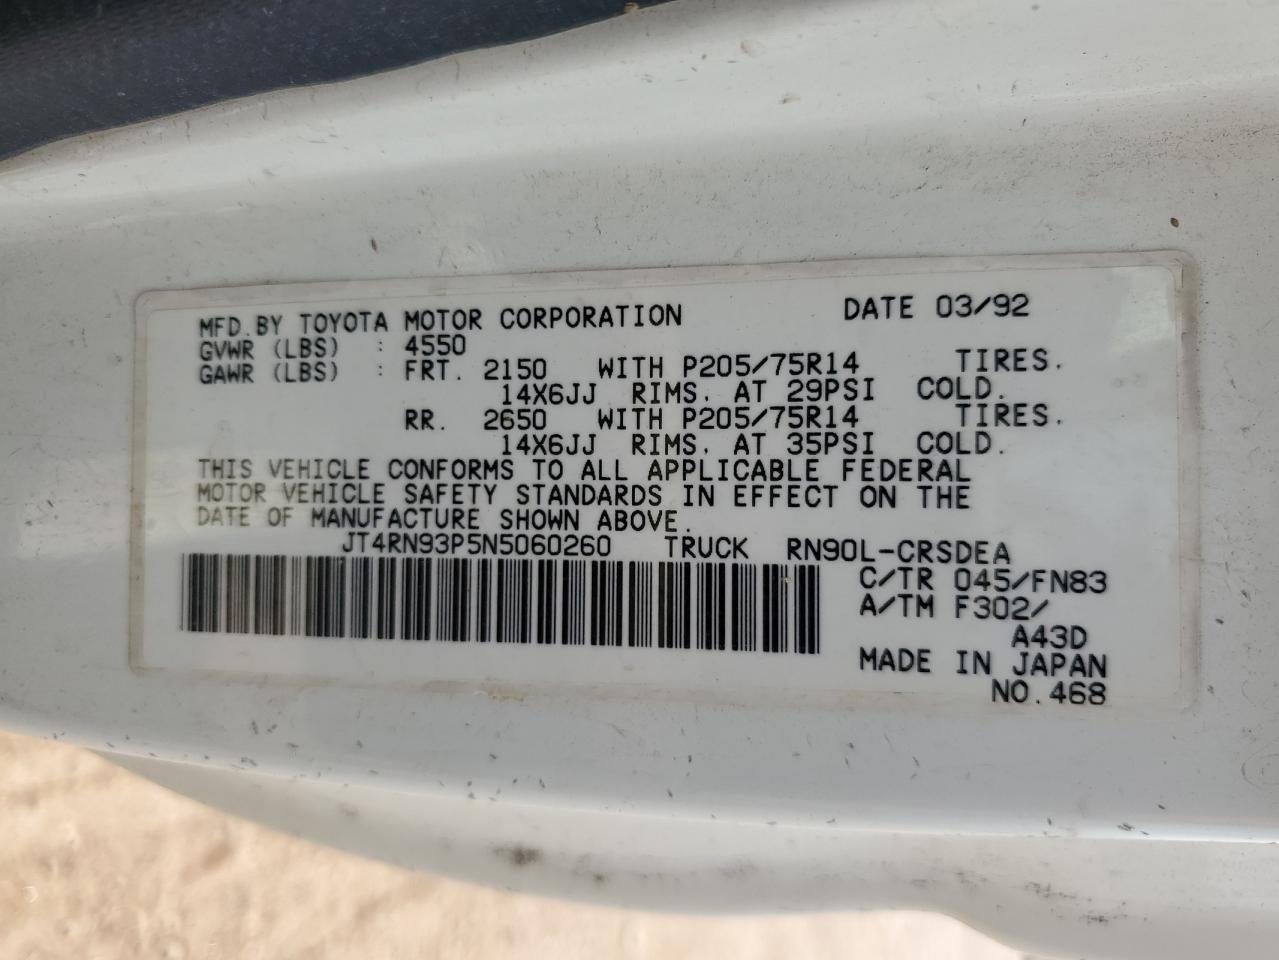 MFD. BY TOYOTA MOTOR CORPORATION DATE 03/92
GVWR (LBS) : 4550
GAWR (LBS) : FRT. 2150 WITH P205/75R14 TIRES.
14X6JJ RIMS. AT 29PSI COLD.
RR. 2650 WITH P205/75R14 TIRES.
14X6JJ RIMS. AT 35PSI COLD.
THIS VEHICLE CONFORMS TO ALL APPLICABLE FEDERAL
MOTOR VEHICLE SAFETY STANDARDS IN EFFECT ON THE
DATE OF MANUFACTURE SHOWN ABOVE.
JT4RN93P5N5060260 TRUCK RN90L-CRSDEA
C/TR 045/FN83
A/TM F302/
A43D
MADE IN JAPAN
NO. 468